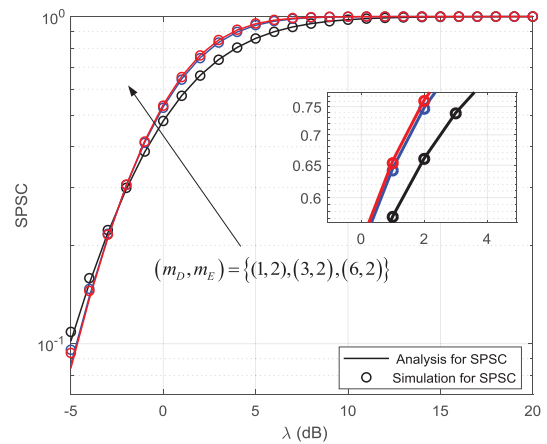 10^0
SPSC
10^-1
-5 0 5 10 15 20
λ (dB)
0.75
0.7
0.65
0.6
0 2 4
(m_D, m_E) = {(1,2),(3,2),(6,2)}
Analysis for SPSC
Simulation for SPSC